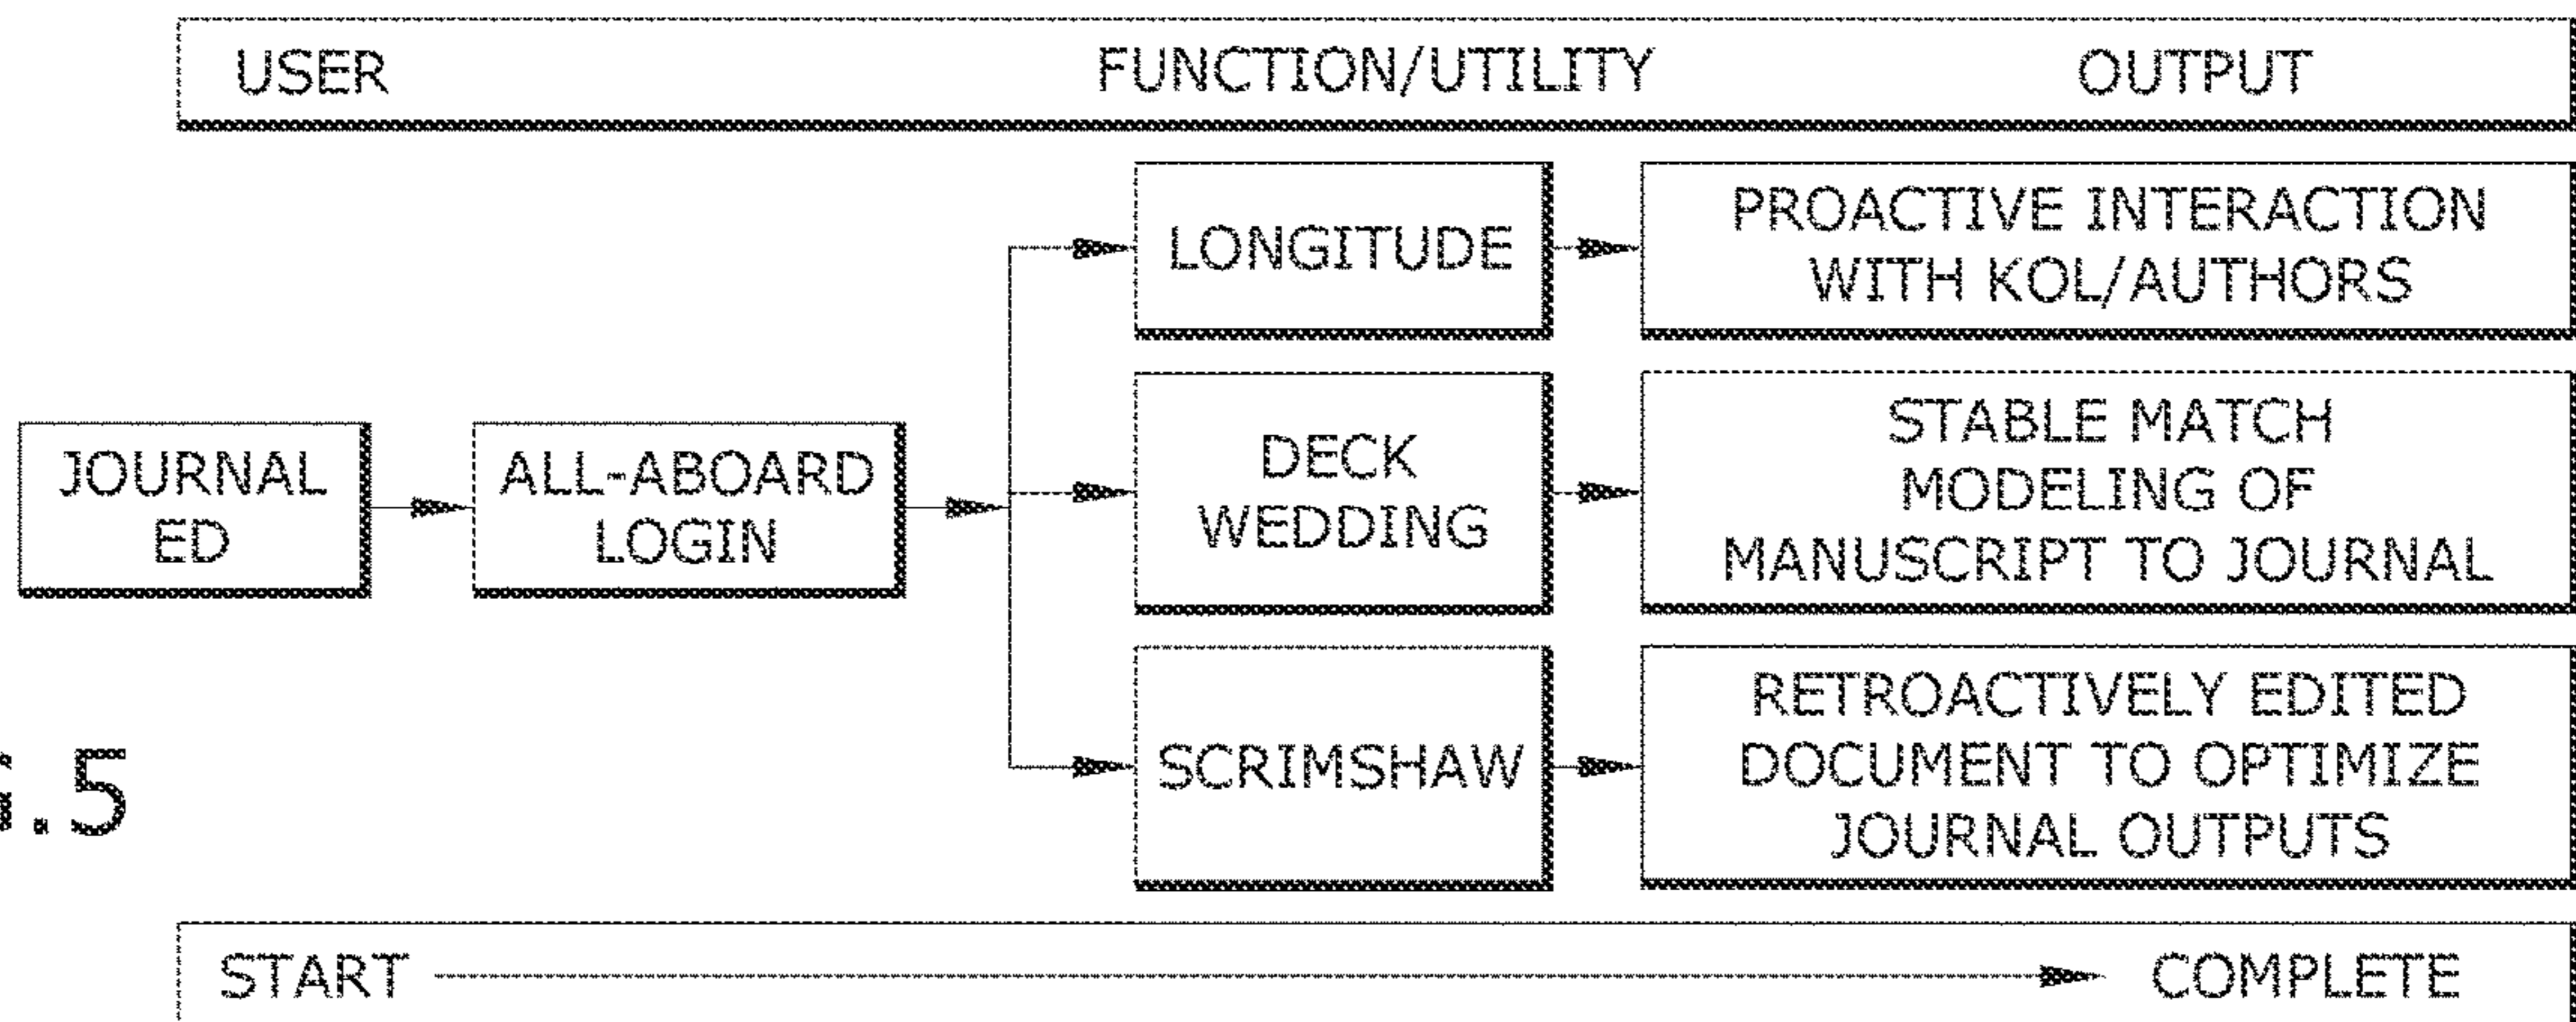 USER FUNCTION/UTILITY OUTPUT
LONGITUDE
PROACTIVE INTERACTION
WITH KOL/AUTHORS
JOURNAL
ED
ALL-ABOARD
LOGIN
DECK
WEDDING
STABLE MATCH
MODELING OF
MANUSCRIPT TO JOURNAL
SCRIMSHAW
RETROACTIVELY EDITED
DOCUMENT TO OPTIMIZE
JOURNAL OUTPUTS
.5
START COMPLETE